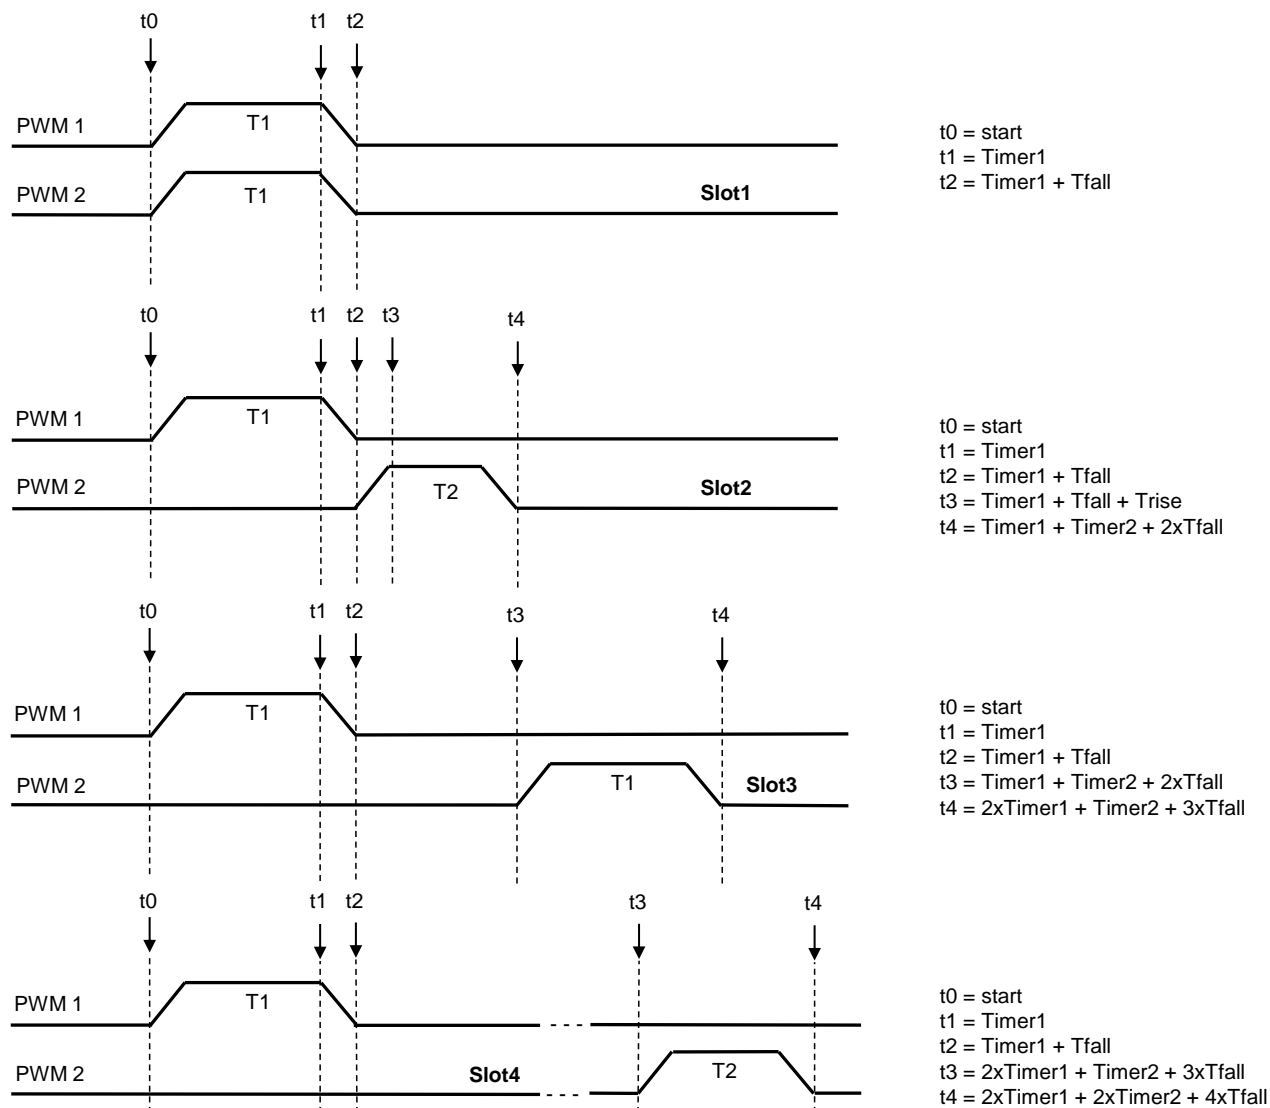 t0 t1 t2
PWM 1 T1
PWM 2 T1 Slot1
t0 = start
t1 = Timer1
t2 = Timer1 + Tfall
t0 t1 t2 t3 t4
PWM 1 T1
PWM 2 T2 Slot2
t0 = start
t1 = Timer1
t2 = Timer1 + Tfall
t3 = Timer1 + Tfall + Trise
t4 = Timer1 + Timer2 + 2xTfall
t0 t1 t2 t3 t4
PWM 1 T1
PWM 2 T1 Slot3
t0 = start
t1 = Timer1
t2 = Timer1 + Tfall
t3 = Timer1 + Timer2 + 2xTfall
t4 = 2xTimer1 + Timer2 + 3xTfall
t0 t1 t2 t3 t4
PWM 1 T1
PWM 2 Slot4 T2
t0 = start
t1 = Timer1
t2 = Timer1 + Tfall
t3 = 2xTimer1 + Timer2 + 3xTfall
t4 = 2xTimer1 + 2xTimer2 + 4xTfall